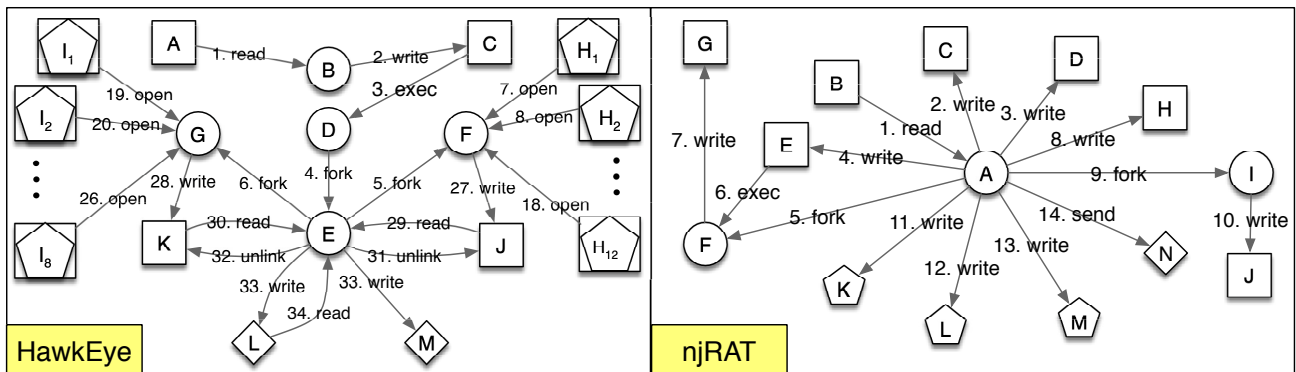 I1
A
1. read
B
2. write
C
3. exec
H1
7. open
19. open
I2
20. open
G
D
F
8. open
H2
28. write
6. fork
4. fork
5. fork
27. write
26. open
18. open
I8
K
30. read
E
29. read
J
H12
32. unlink
31. unlink
33. write
34. read
33. write
L
M
HawkEye
G
C
D
B
2. write
3. write
H
1. read
7. write
E
4. write
8. write
A
9. fork
I
6. exec
5. fork
11. write
14. send
10. write
F
13. write
N
12. write
J
K
L
M
njRAT